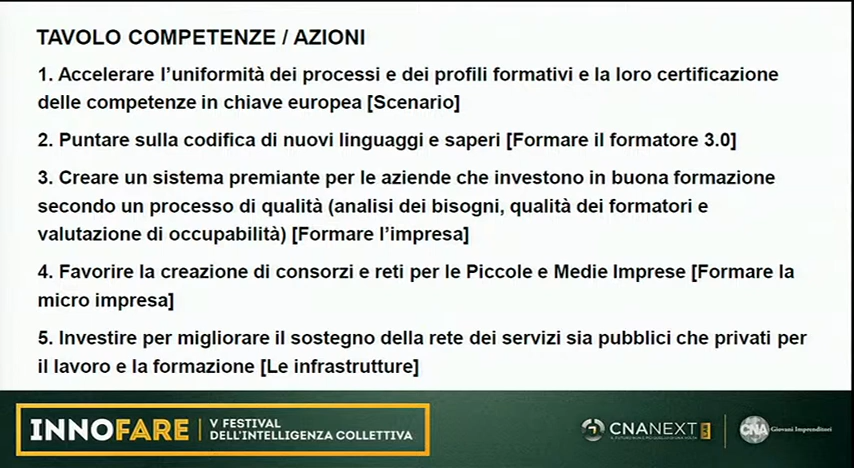 TAVOLO COMPETENZE / AZIONI
1. Accelerare l'uniformità dei processi e dei profili formativi e la loro certificazione
delle competenze in chiave europea [Scenario]
2. Puntare sulla codifica di nuovi linguaggi e saperi [Formare il formatore 3.0]
3. Creare un sistema premiante per le aziende che investono in buona formazione
secondo un processo di qualità (analisi dei bisogni, qualità dei formatori e
valutazione di occupabilità) [Formare l'impresa]
4. Favorire la creazione di consorzi e reti per le Piccole e Medie Imprese [Formare la
micro impresa]
5. Investire per migliorare il sostegno della rete dei servizi sia pubblici che privati per
il lavoro e la formazione [Le infrastrutture]
INNOFARE
V FESTIVAL
DELL'INTELLIGENZA COLLETTIVA
CNANEXT
CNA Giovani Imprenditori